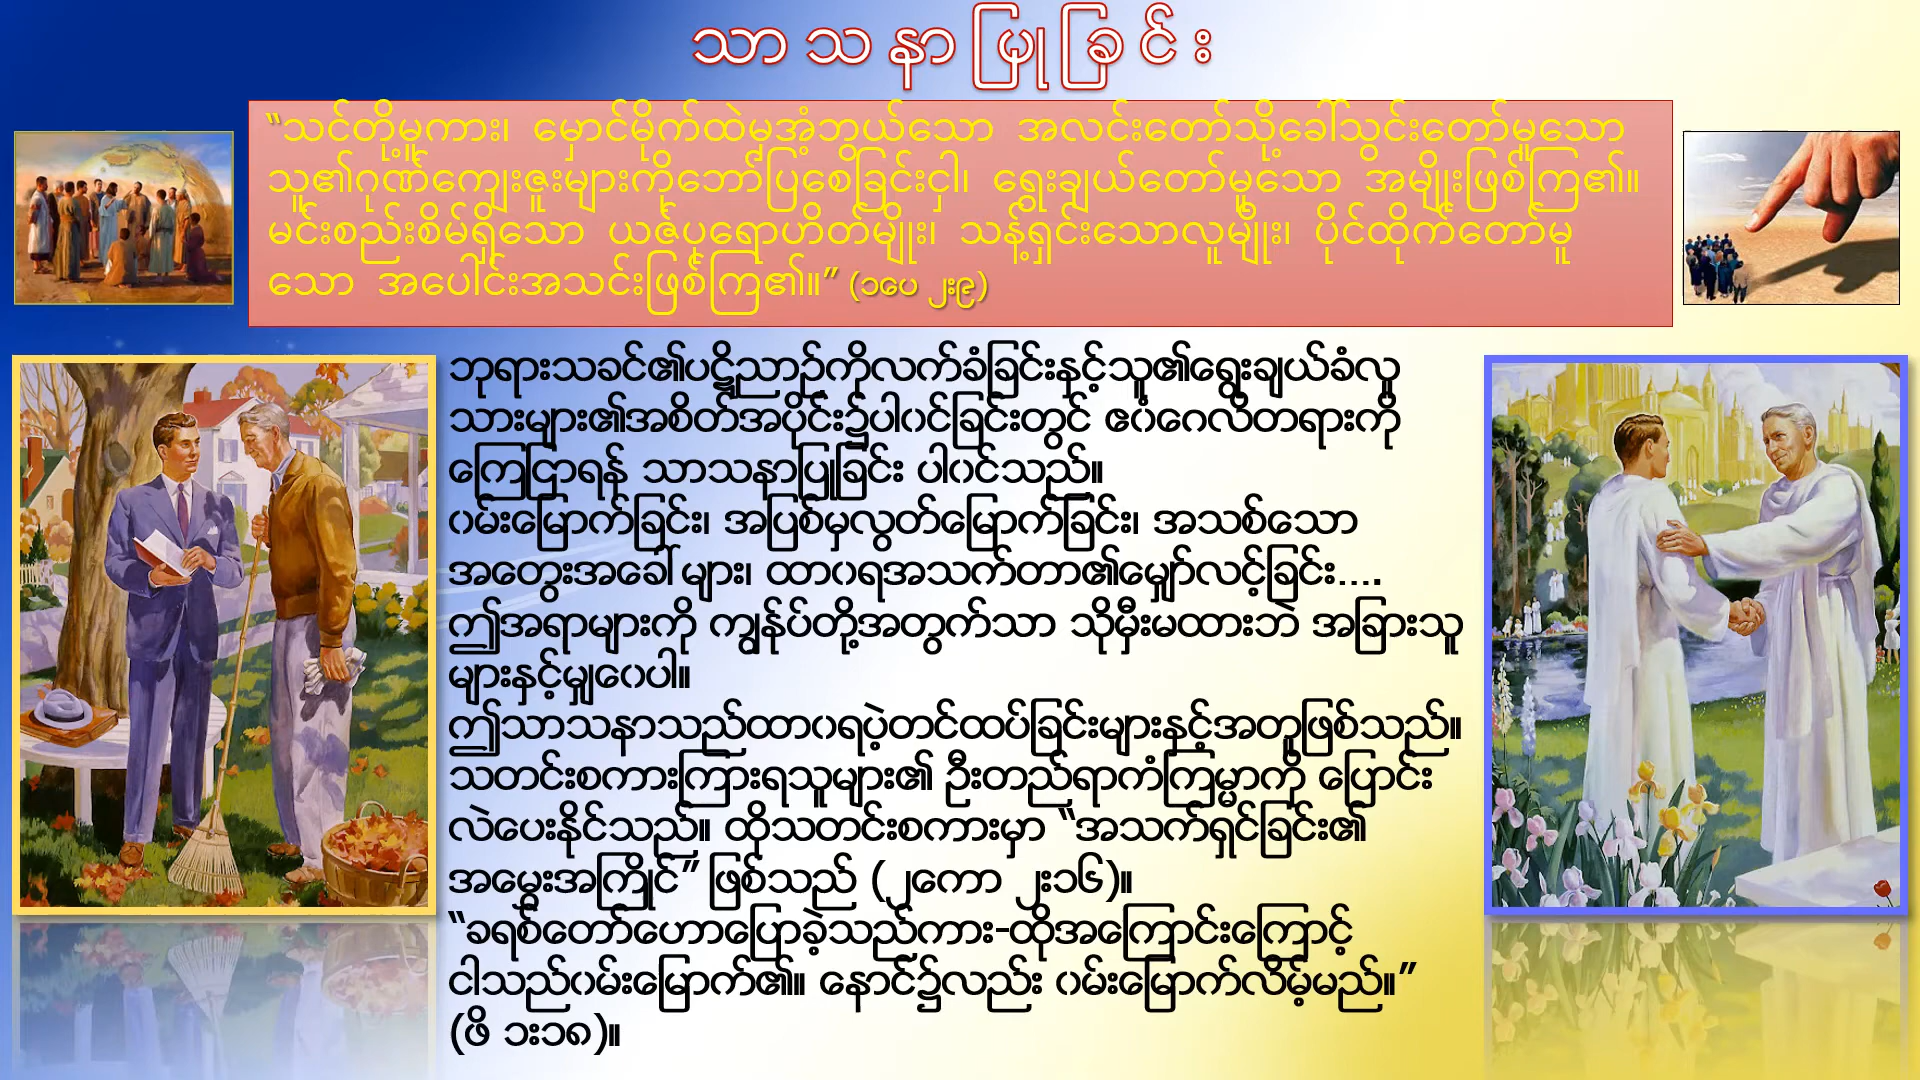 သာသနာပြုခြင်း
“သင်တို့မူကား၊ မှောင်မိုက်ထဲမှအံ့ဘွယ်သော အလင်းတော်သို့ခေါ်သွင်းတော်မူသော
သူ၏ဂုဏ်ကျေးဇူးများကိုဘော်ပြစေခြင်းငှါ၊ ရွေးချယ်တော်မူသော အမျိုးဖြစ်ကြ၏။
မင်းစည်းစိမ်ရှိသော ယဇ်ပုရောဟိတ်မျိုး၊ သန့်ရှင်းသောလူမျိုး၊ ပိုင်ထိုက်တော်မူ
သော အပေါင်းအသင်းဖြစ်ကြ၏။” (၁ပေ ၂း၉)
ဘုရားသခင်၏ပဋိညာဉ်ကိုလက်ခံခြင်းနှင့်သူ၏ရွေးချယ်ခံလူ
သားများ၏အစိတ်အပိုင်း၌ပါဝင်ခြင်းတွင် ဧဝံဂေလိတရားကို
ကြေငြာရန် သာသနာပြုခြင်း ပါဝင်သည်။
ဝမ်းမြောက်ခြင်း၊ အပြစ်မှလွတ်မြောက်ခြင်း၊ အသစ်သော
အတွေးအခေါ်များ၊ ထာဝရအသက်တာ၏မျှော်လင့်ခြင်း….
ဤအရာများကို ကျွန်ုပ်တို့အတွက်သာ သိုမှီးမထားဘဲ အခြားသူ
များနှင့်မျှဝေပါ။
ဤသာသနာသည်ထာဝရပဲ့တင်ထပ်ခြင်းများနှင့်အတူဖြစ်သည်။
သတင်းစကားကြားရသူများ၏ ဦးတည်ရာကံကြမ္မာကို ပြောင်း
လဲပေးနိုင်သည်။ ထိုသတင်းစကားမှာ “အသက်ရှင်ခြင်း၏
အမွှေးအကြိုင်” ဖြစ်သည် (၂ကော ၂း၁၆)။
“ခရစ်တော်ဟောပြောခဲ့သည်ကား-ထိုအကြောင်းကြောင့်
ငါသည်ဝမ်းမြောက်၏။ နောင်၌လည်း ဝမ်းမြောက်လိမ့်မည်။”
(ဖိ ၁း၁၈)။